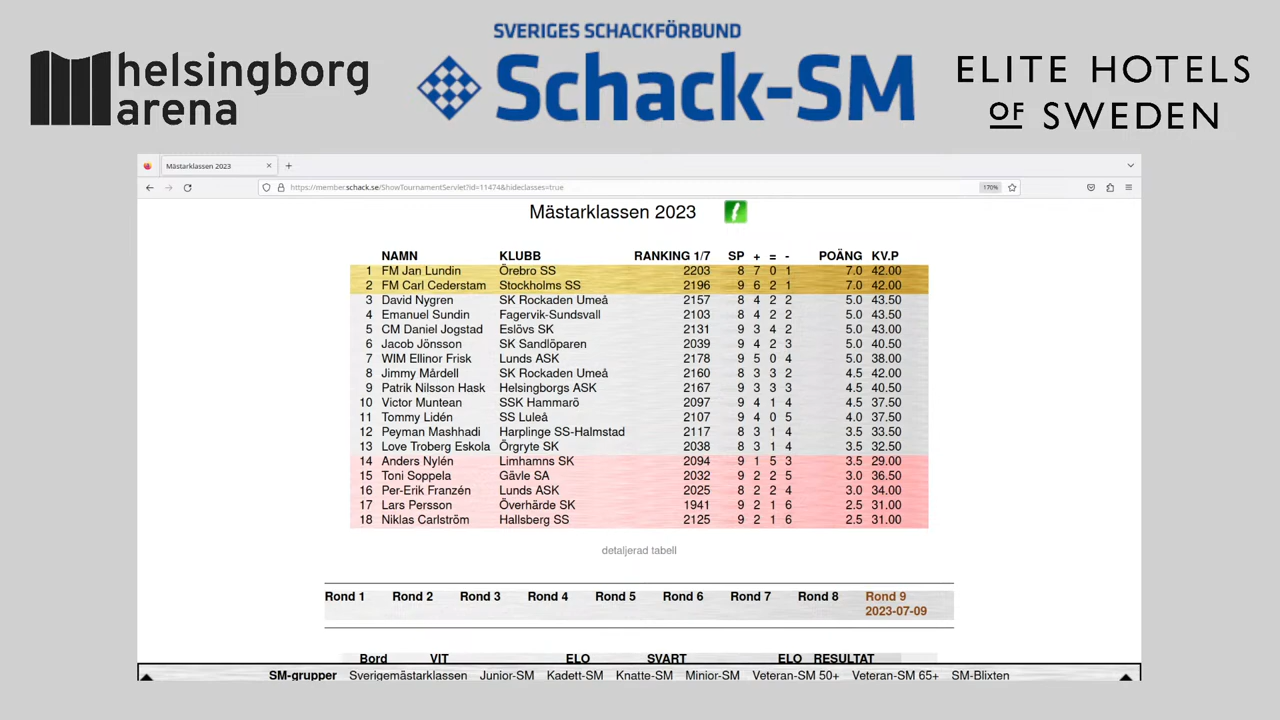 helsingborg
arena
SVERIGES SCHACKFÖRBUND
Schack-SM
ELITE HOTELS
OF SWEDEN
Mästarklassen 2023
https://member.schack.se/ShowTournamentServlet?id=11474&hideclasses=true
170%
Mästarklassen 2023
NAMN KLUBB RANKING 1/7 SP + = - POÄNG KV.P
1 FM Jan Lundin Örebro SS 2203 8 7 0 1 7.0 42.00
2 FM Carl Cederstam Stockholms SS 2196 9 6 2 1 7.0 42.00
3 David Nygren SK Rockaden Umeå 2157 8 4 2 2 5.0 43.50
4 Emanuel Sundin Fagervik-Sundsvall 2103 8 4 2 2 5.0 43.50
5 CM Daniel Jogstad Eslövs SK 2131 9 3 4 2 5.0 43.00
6 Jacob Jönsson SK Sandlöparen 2039 9 4 2 3 5.0 40.50
7 WIM Ellinor Frisk Lunds ASK 2178 9 5 0 4 5.0 38.00
8 Jimmy Mårdell SK Rockaden Umeå 2160 8 3 3 2 4.5 42.00
9 Patrik Nilsson Hask Helsingborgs ASK 2167 9 3 3 3 4.5 40.50
10 Victor Muntean SSK Hammarö 2097 9 4 1 4 4.5 37.50
11 Tommy Lidén SS Luleå 2107 9 4 0 5 4.0 37.50
12 Peyman Mashhadi Harplinge SS-Halmstad 2117 8 3 1 4 3.5 33.50
13 Love Troberg Eskola Örgryte SK 2038 8 3 1 4 3.5 32.50
14 Anders Nylén Limhamns SK 2094 9 1 5 3 3.5 29.00
15 Toni Soppela Gävle SA 2032 9 2 2 5 3.0 36.50
16 Per-Erik Franzén Lunds ASK 2025 8 2 2 4 3.0 34.00
17 Lars Persson Överhärde SK 1941 9 2 1 6 2.5 31.00
18 Niklas Carlström Hallsberg SS 2125 9 2 1 6 2.5 31.00
detaljerad tabell
Rond 1 Rond 2 Rond 3 Rond 4 Rond 5 Rond 6 Rond 7 Rond 8 Rond 9
2023-07-09
Bord VIT ELO SVART ELO RESULTAT
SM-grupper Sverigemästarklassen Junior-SM Kadett-SM Knatte-SM Minior-SM Veteran-SM 50+ Veteran-SM 65+ SM-Blixten